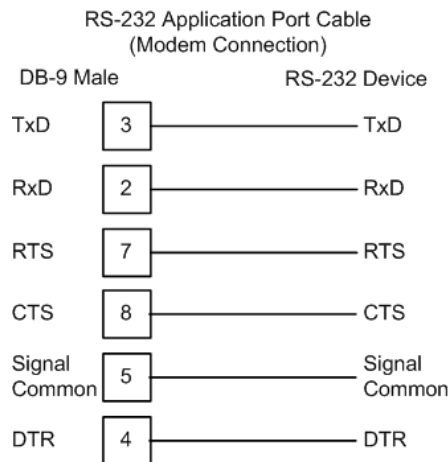 RS-232 Application Port Cable
(Modem Connection)
DB-9 Male RS-232 Device
TxD 3 TxD
RxD 2 RxD
RTS 7 RTS
CTS 8 CTS
Signal Common 5 Signal Common
DTR 4 DTR